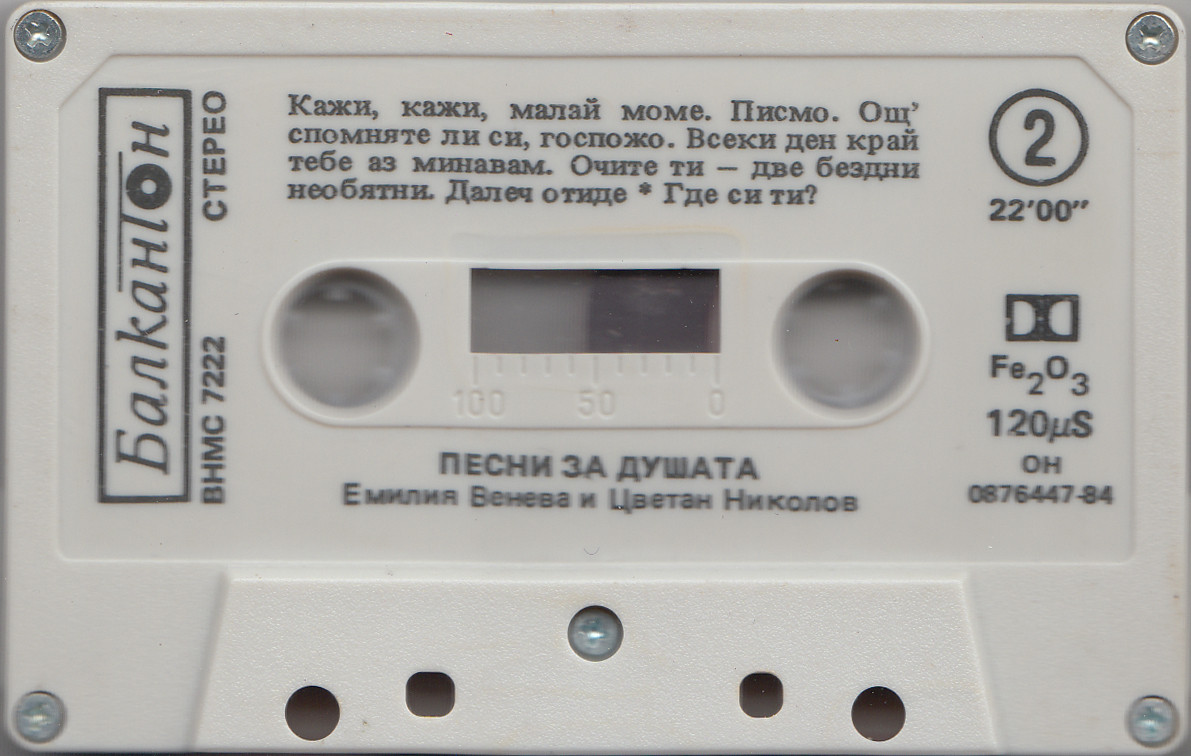 Кажи, кажи, малай моме. Писмо. Ощ’
спомняте ли си, госпожо. Всеки ден край
тебе аз минавам. Очите ти — две бездни
необятни. Далеч отиде * Где си ти?
Балкантон
СТЕРЕО
ВНМС 7222
2
22′00″
Fe2O3
120μS
ОН
0876447-84
100 50 0
ПЕСНИ ЗА ДУШАТА
Емилия Венева и Цветан Николов